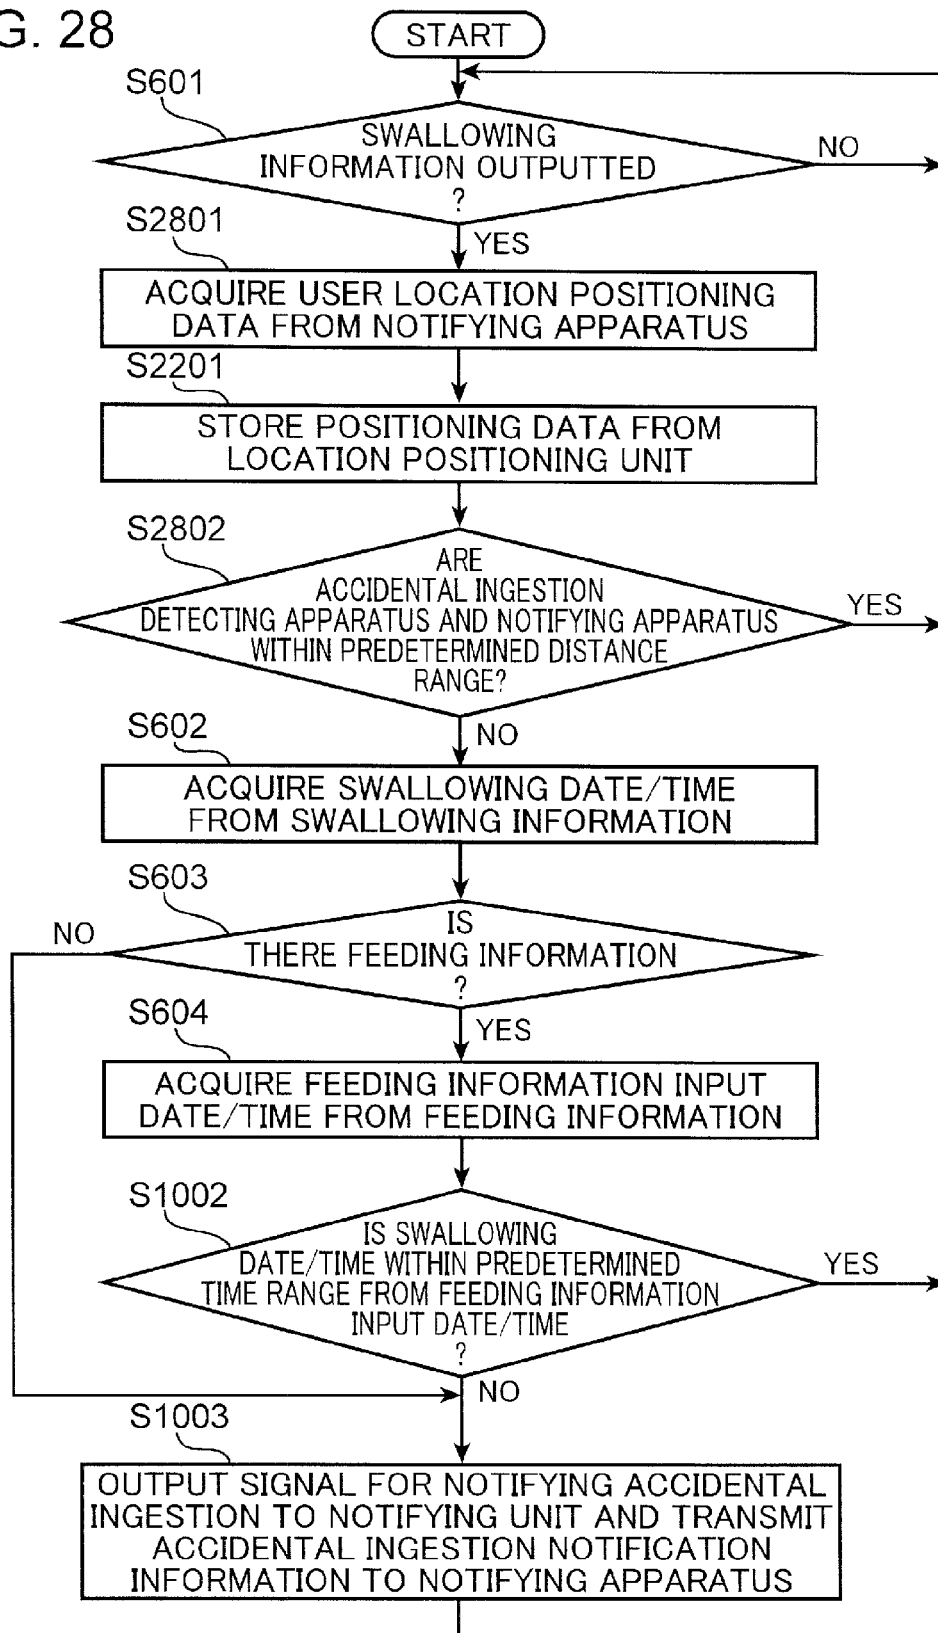 G. 28
START
S601
SWALLOWING
INFORMATION OUTPUTTED
?
NO
YES
S2801
ACQUIRE USER LOCATION POSITIONING
DATA FROM NOTIFYING APPARATUS
S2201
STORE POSITIONING DATA FROM
LOCATION POSITIONING UNIT
S2802
ARE
ACCIDENTAL INGESTION
DETECTING APPARATUS AND NOTIFYING APPARATUS
WITHIN PREDETERMINED DISTANCE
RANGE?
YES
NO
S602
ACQUIRE SWALLOWING DATE/TIME
FROM SWALLOWING INFORMATION
S603
IS
THERE FEEDING INFORMATION
?
NO
YES
S604
ACQUIRE FEEDING INFORMATION INPUT
DATE/TIME FROM FEEDING INFORMATION
S1002
IS SWALLOWING
DATE/TIME WITHIN PREDETERMINED
TIME RANGE FROM FEEDING INFORMATION
INPUT DATE/TIME
?
YES
NO
S1003
OUTPUT SIGNAL FOR NOTIFYING ACCIDENTAL
INGESTION TO NOTIFYING UNIT AND TRANSMIT
ACCIDENTAL INGESTION NOTIFICATION
INFORMATION TO NOTIFYING APPARATUS